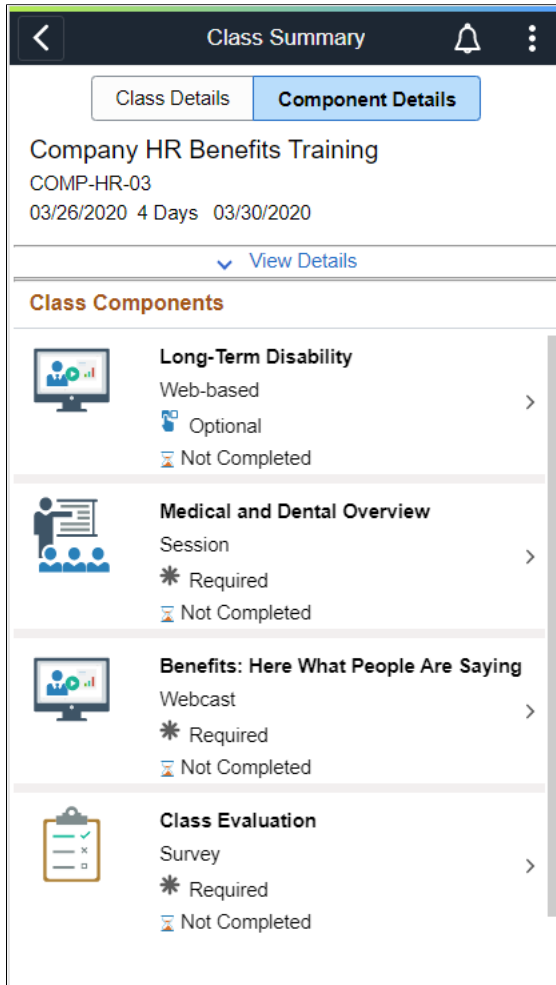 Class Summary
Class Details Component Details
Company HR Benefits Training
COMP-HR-03
03/26/2020 4 Days 03/30/2020
View Details
Class Components
Long-Term Disability
Web-based
Optional
Not Completed
Medical and Dental Overview
Session
Required
Not Completed
Benefits: Here What People Are Saying
Webcast
Required
Not Completed
Class Evaluation
Survey
Required
Not Completed